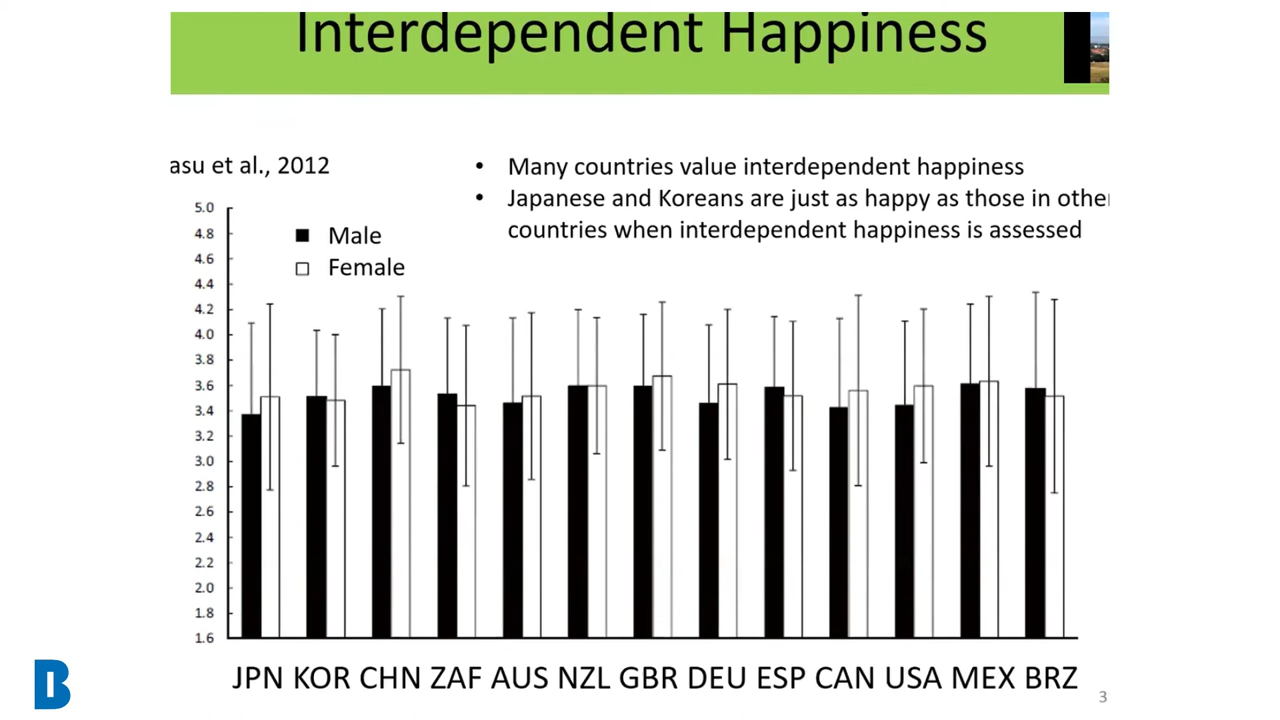 Interdependent Happiness
asu et al., 2012
• Many countries value interdependent happiness
• Japanese and Koreans are just as happy as those in other
countries when interdependent happiness is assessed
5.0
4.8
4.6
4.4
4.2
4.0
3.8
3.6
3.4
3.2
3.0
2.8
2.6
2.4
2.2
2.0
1.8
1.6
Male
Female
JPN KOR CHN ZAF AUS NZL GBR DEU ESP CAN USA MEX BRZ
3
B